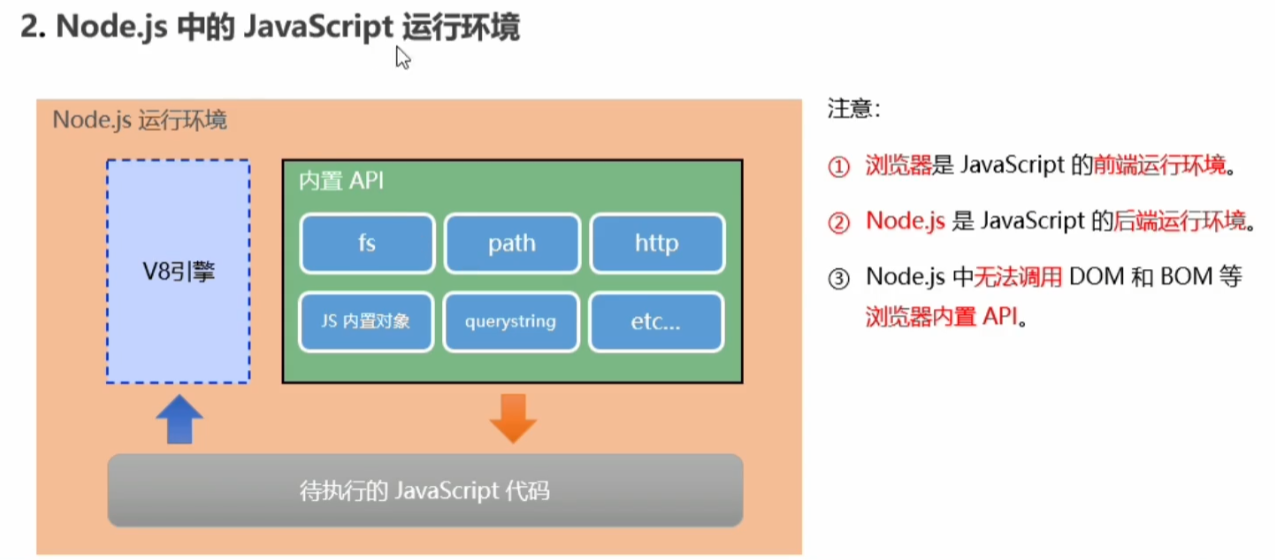 2. Node.js 中的 JavaScript 运行环境
Node.js 运行环境
V8引擎
内置 API
fs
path
http
JS 内置对象
querystring
etc...
待执行的 JavaScript 代码
注意：
① 浏览器是 JavaScript 的前端运行环境。
② Node.js 是 JavaScript 的后端运行环境。
③ Node.js 中无法调用 DOM 和 BOM 等
浏览器内置 API。